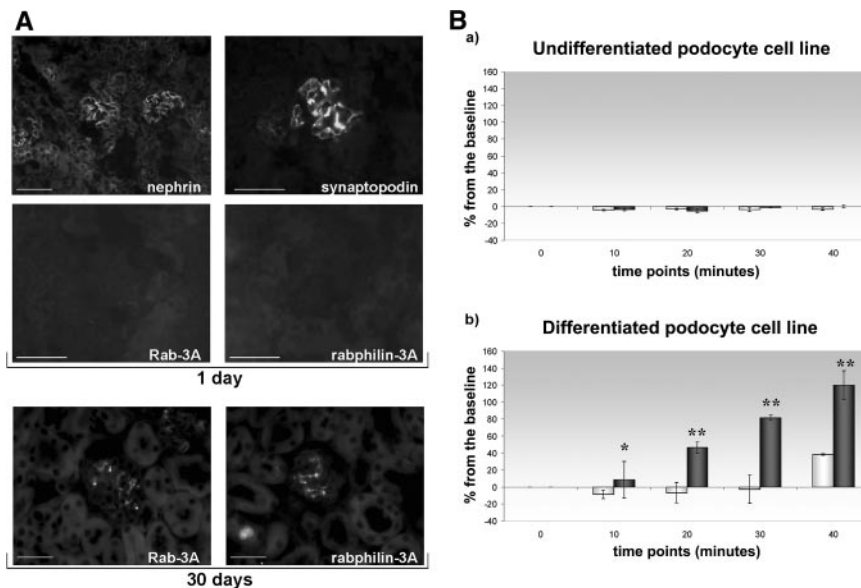 A
nephrin
synaptopodin
Rab-3A
rabphilin-3A
1 day
Rab-3A
rabphilin-3A
30 days
B
a)
Undifferentiated podocyte cell line
% from the baseline
160
140
120
100
80
60
40
20
0
-20
-40
0 10 20 30 40
time points (minutes)
b)
Differentiated podocyte cell line
% from the baseline
160
140
120
100
80
60
40
20
0
-20
-40
* ** ** **
0 10 20 30 40
time points (minutes)